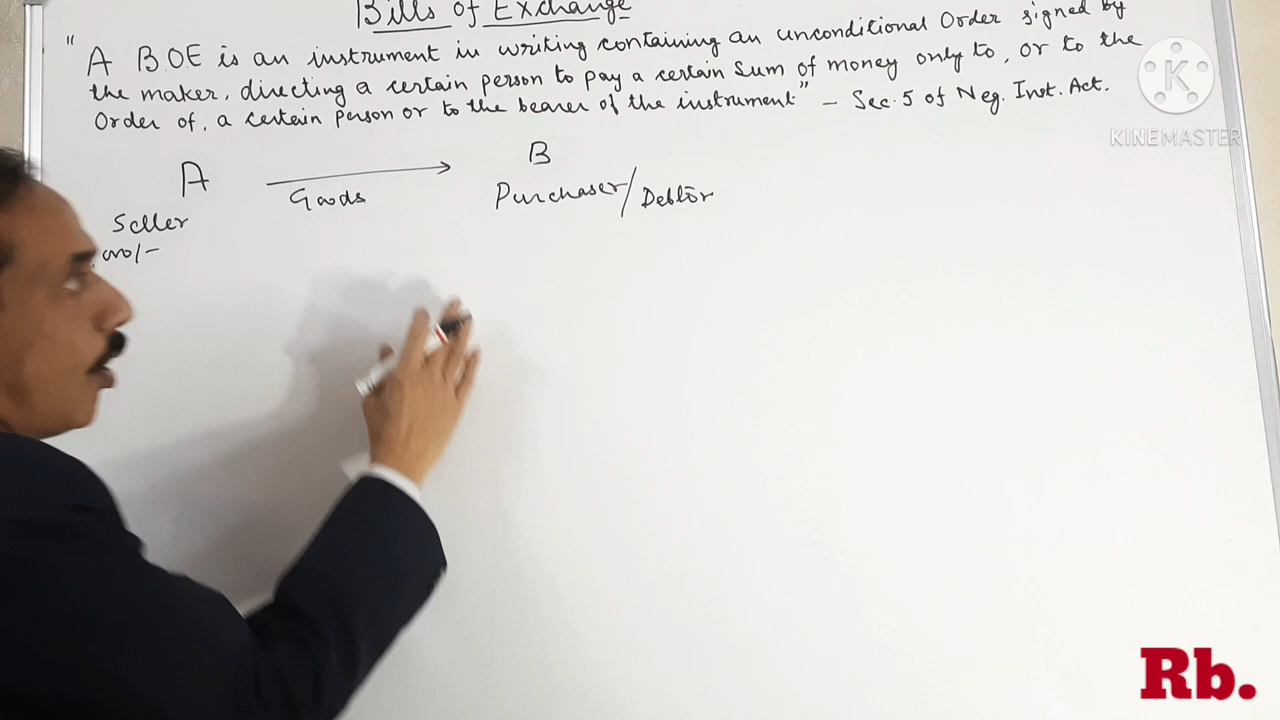 Bills of Exchange
"A BOE is an instrument in writing containing an unconditional Order signed by
the maker, directing a certain person to pay a certain sum of money only to, or to the
Order of, a certain person or to the bearer of the instrument" – Sec. 5 of Neg. Inst. Act.
KINEMASTER
A B
Goods
Seller Purchaser/Debtor
Rb.